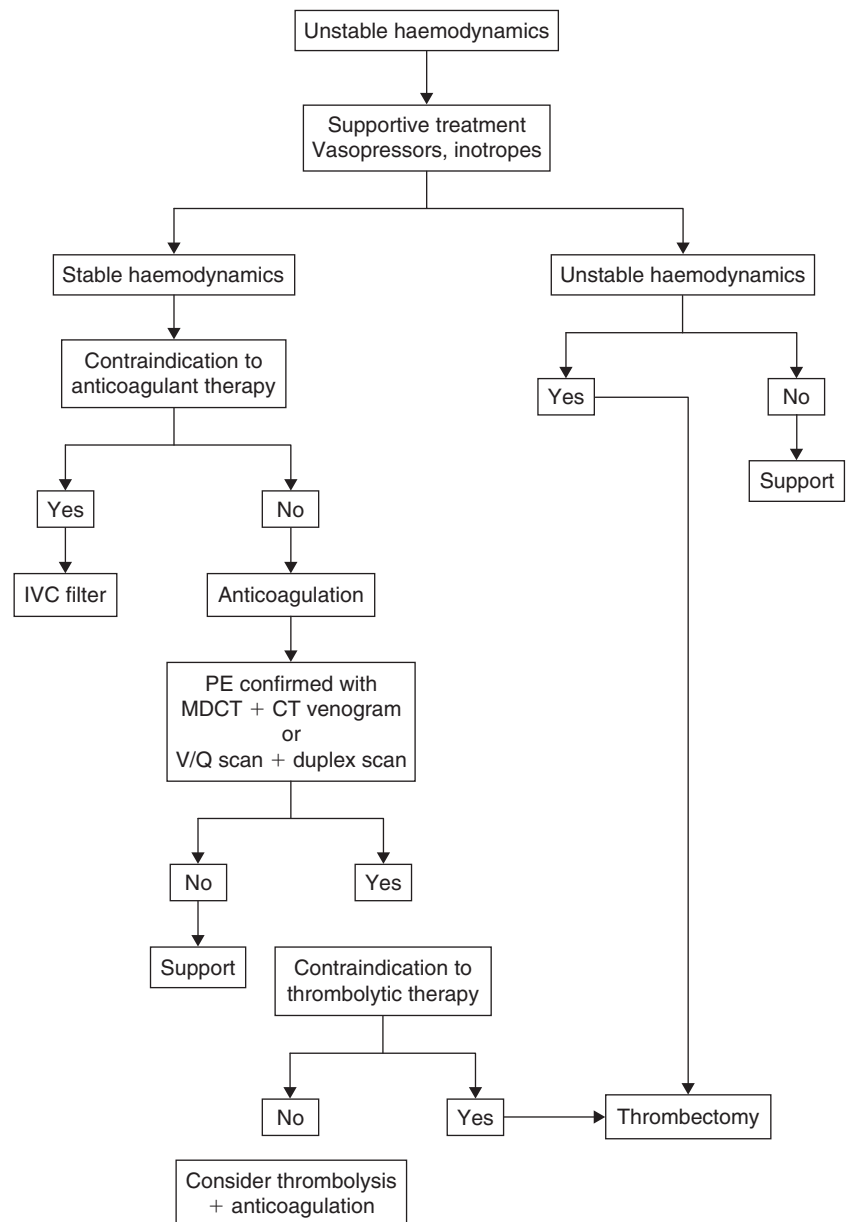 Unstable haemodynamics
Supportive treatment
Vasopressors, inotropes
Stable haemodynamics
Unstable haemodynamics
Contraindication to
anticoagulant therapy
Yes
No
Yes
No
Support
IVC filter
Anticoagulation
PE confirmed with
MDCT + CT venogram
or
V/Q scan + duplex scan
No
Yes
Support
Contraindication to
thrombolytic therapy
No
Yes
Thrombectomy
Consider thrombolysis
+ anticoagulation